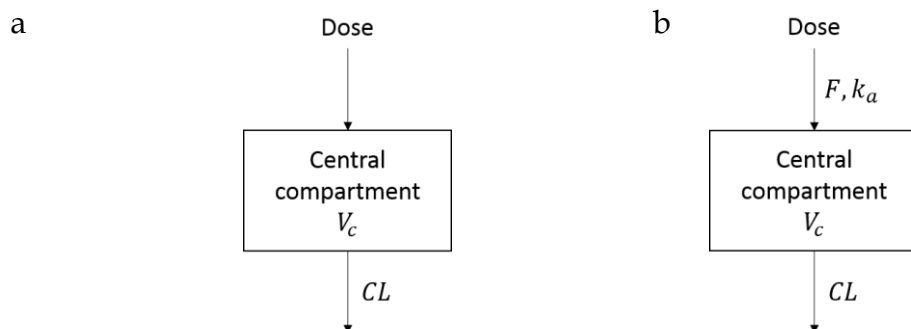 a
Dose
Central
compartment
V_c
CL
b
Dose
F, k_a
Central
compartment
V_c
CL